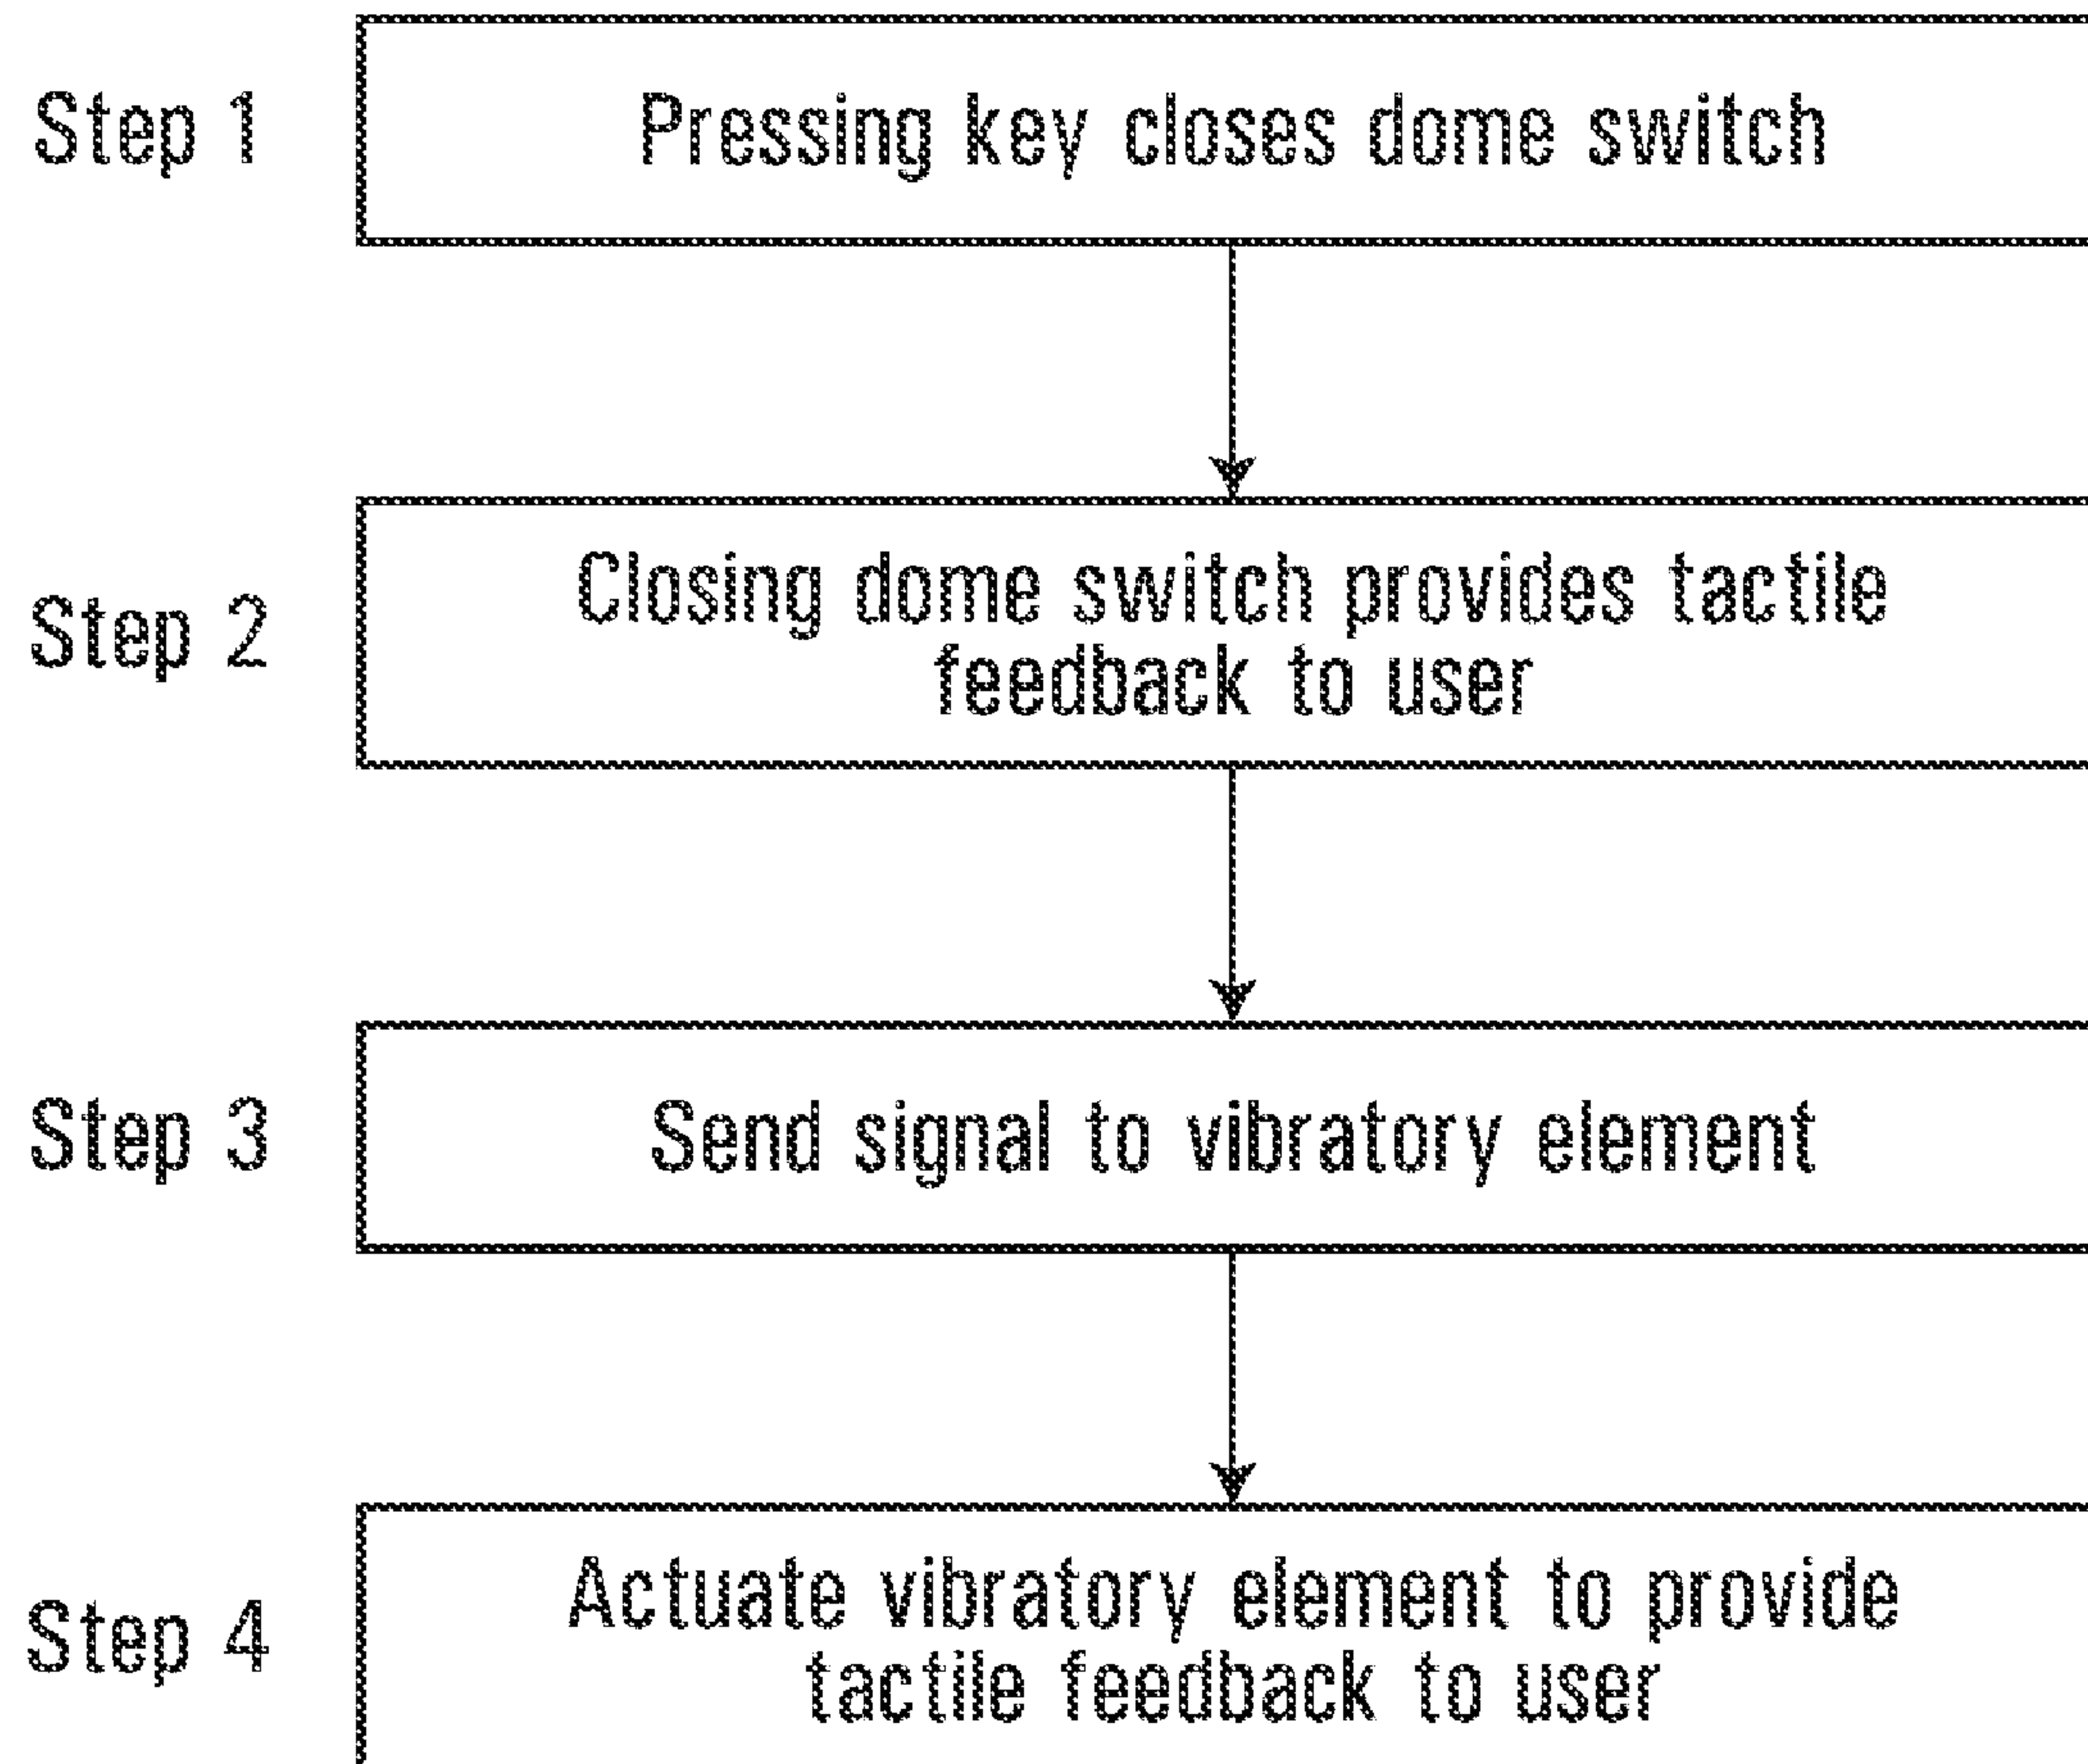 Step 1
Pressing key closes dome switch
Step 2
Closing dome switch provides tactile
feedback to user
Step 3
Send signal to vibratory element
Step 4
Actuate vibratory element to provide
tactile feedback to user